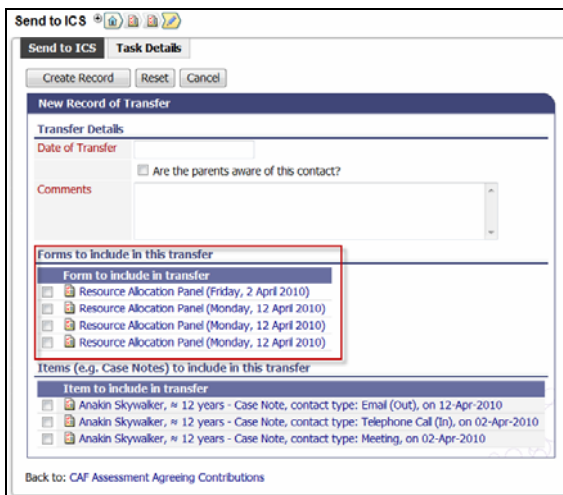 Send to ICS
Send to ICS Task Details
Create Record Reset Cancel
New Record of Transfer
Transfer Details
Date of Transfer
Are the parents aware of this contact?
Comments
Forms to include in this transfer
Form to include in transfer
Resource Allocation Panel (Friday, 2 April 2010)
Resource Allocation Panel (Monday, 12 April 2010)
Resource Allocation Panel (Monday, 12 April 2010)
Resource Allocation Panel (Monday, 12 April 2010)
Items (e.g. Case Notes) to include in this transfer
Item to include in transfer
Anakin Skywalker, ≈ 12 years - Case Note, contact type: Email (Out), on 12-Apr-2010
Anakin Skywalker, ≈ 12 years - Case Note, contact type: Telephone Call (In), on 02-Apr-2010
Anakin Skywalker, ≈ 12 years - Case Note, contact type: Meeting, on 02-Apr-2010
Back to: CAF Assessment Agreeing Contributions